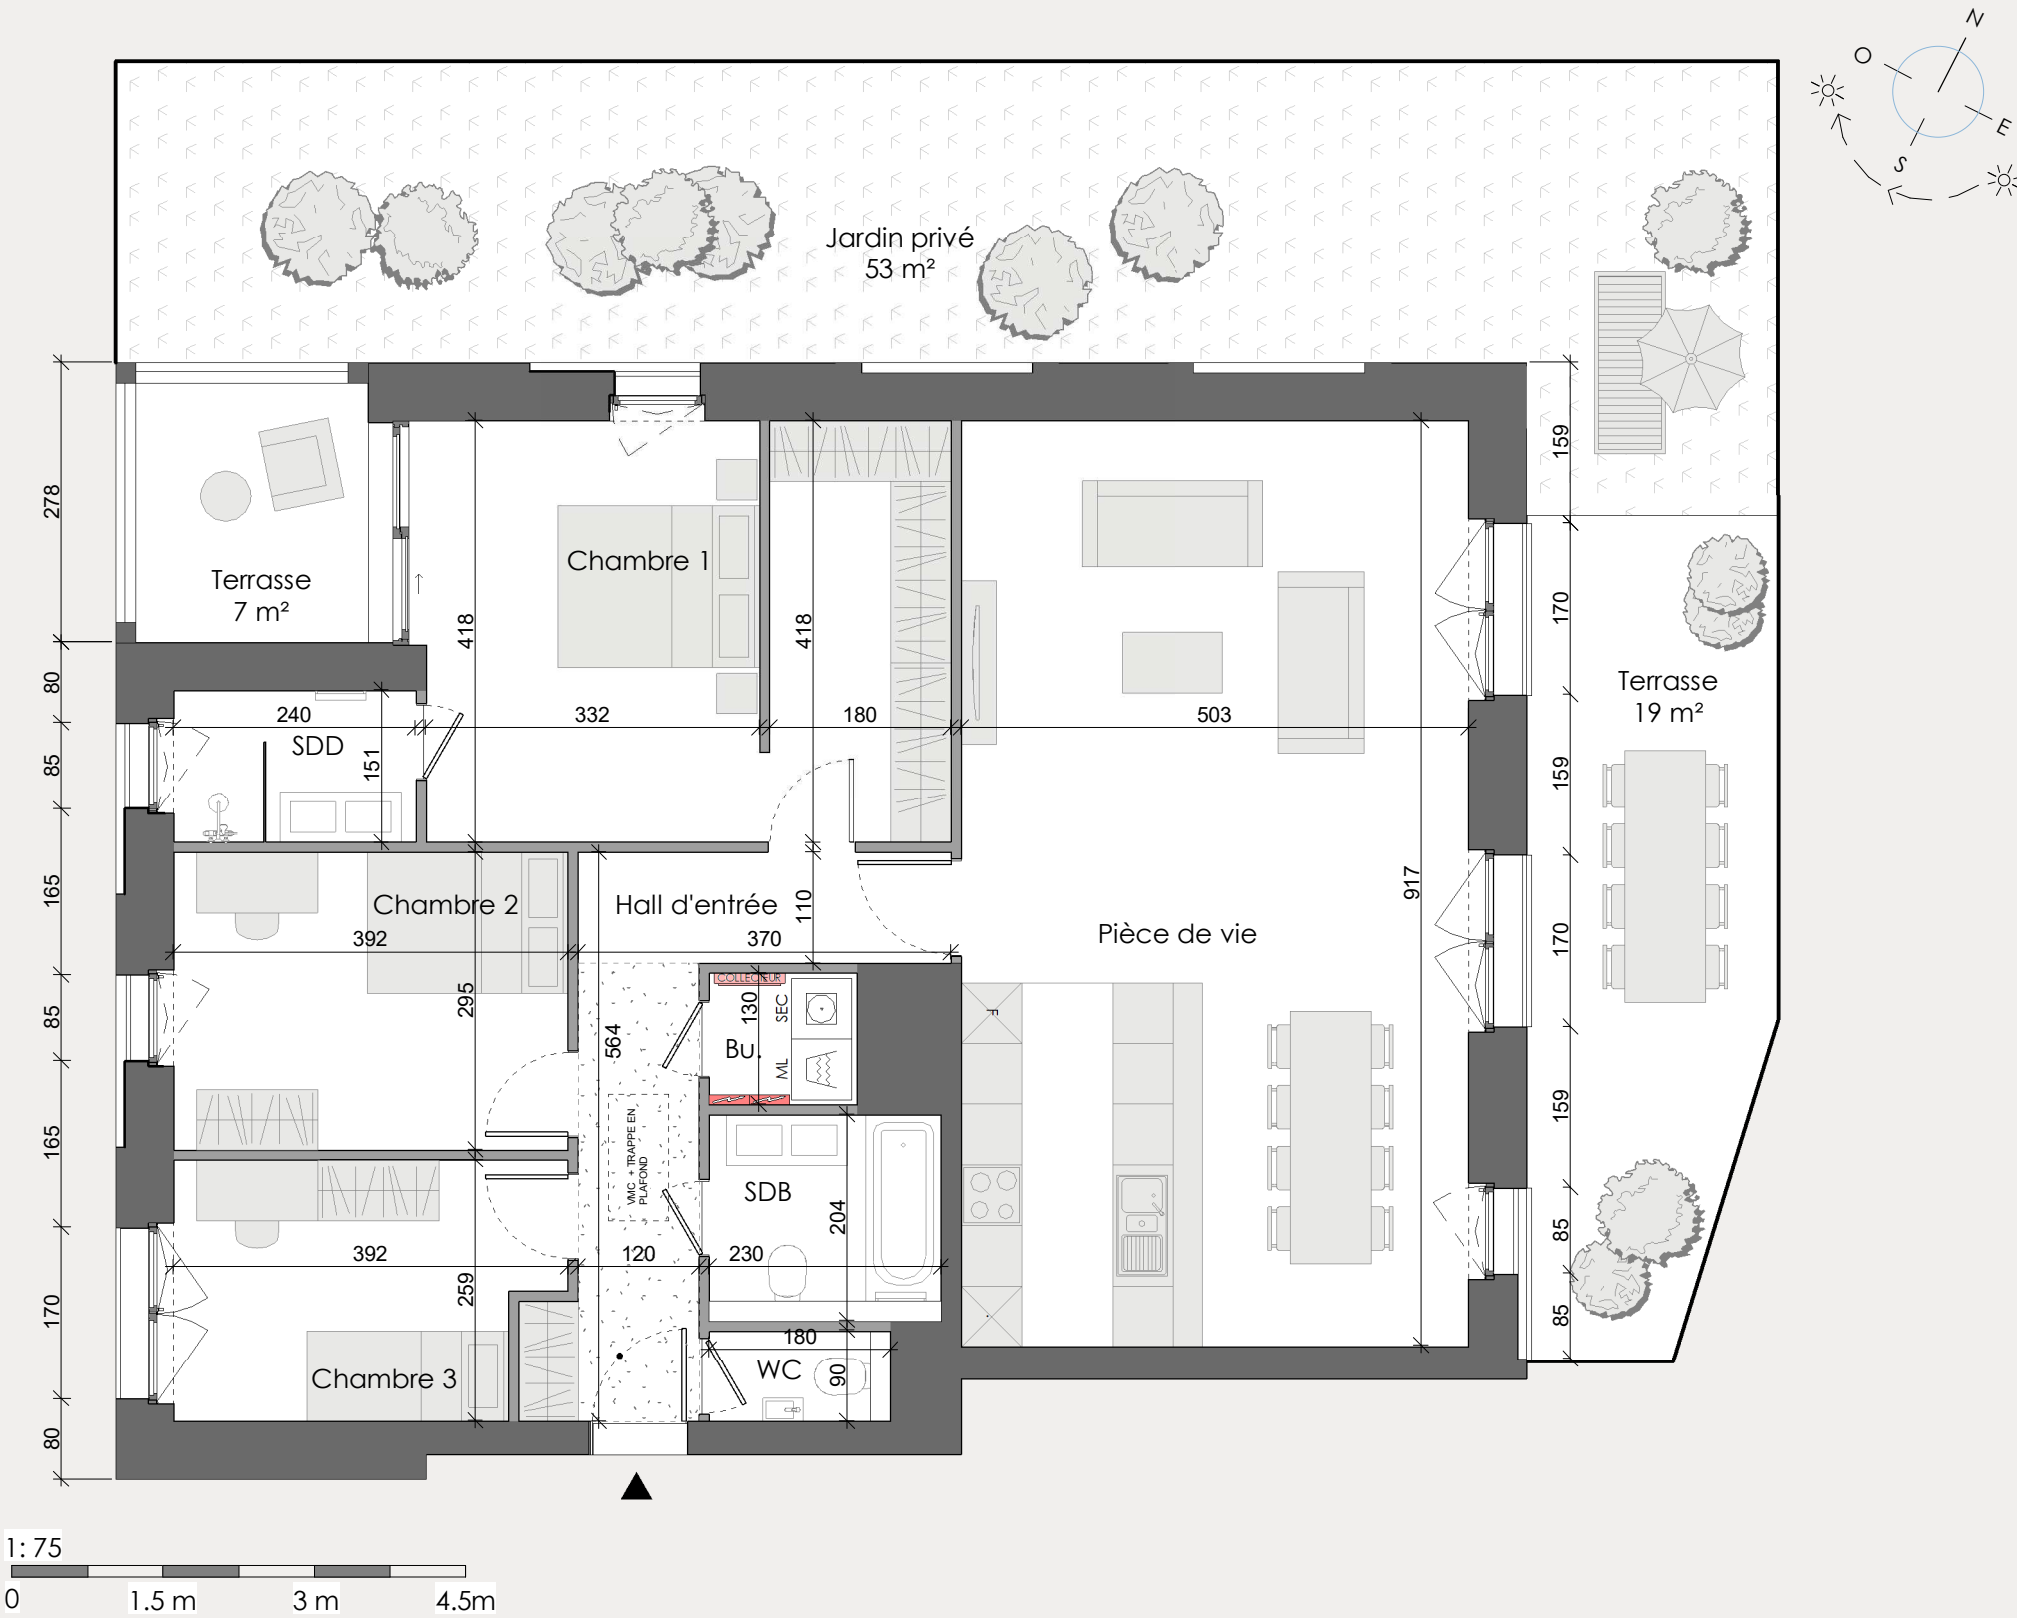 N
O
E
S
Jardin privé
53 m²
278
159
Chambre 1
Terrasse
7 m²
418
418
170
Terrasse
19 m²
80
240
332
180
503
SDD
151
85
159
165
Chambre 2
Hall d'entrée
110
917
Pièce de vie
392
370
170
COLLECTEUR
295
130
SEC
F
85
564
Bu.
ML
159
165
VMC + TRAPPE EN
PLAFOND
SDB
204
392
120
230
85
259
170
85
180
Chambre 3
WC
90
80
1: 75
0
1.5 m
3 m
4.5m